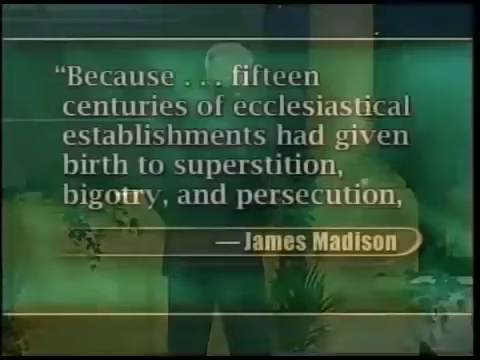 “Because . . . fifteen
centuries of ecclesiastical
establishments had given
birth to superstition,
bigotry, and persecution,
—James Madison